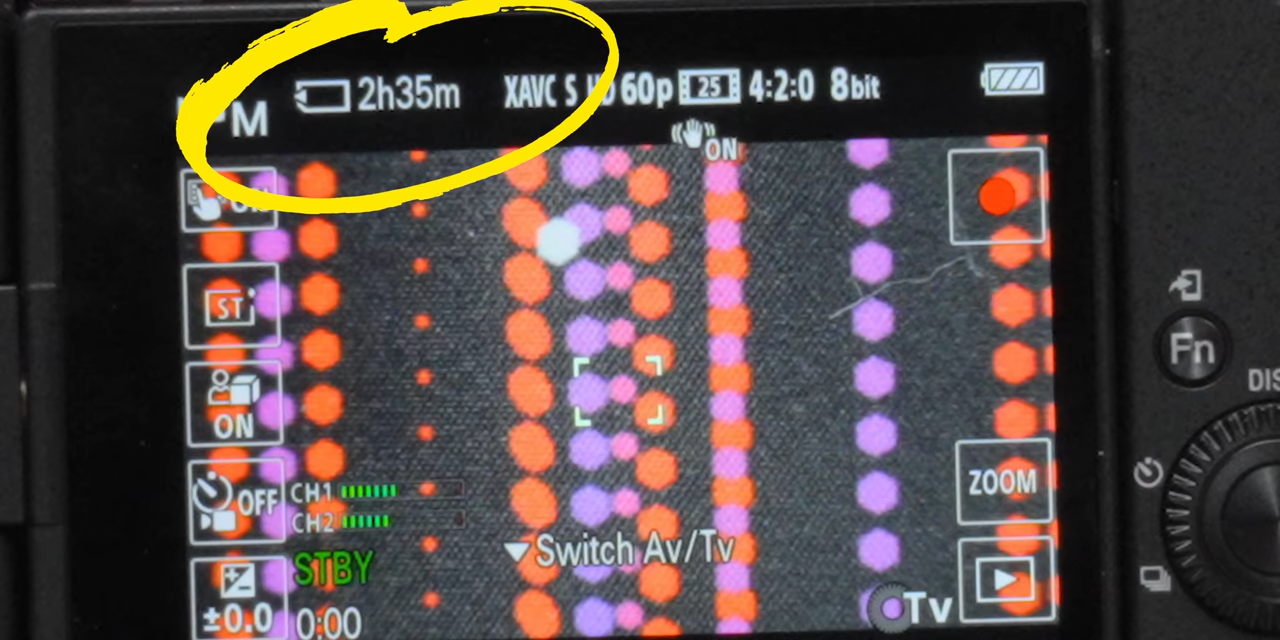 2h35m XAVC S HD 60p 25 4:2:0 8bit
M
ON
ON
ST
ON
OFF CH1
CH2
Switch Av/Tv
STBY
±0.0 0:00
ZOOM
Tv
Fn
DIS